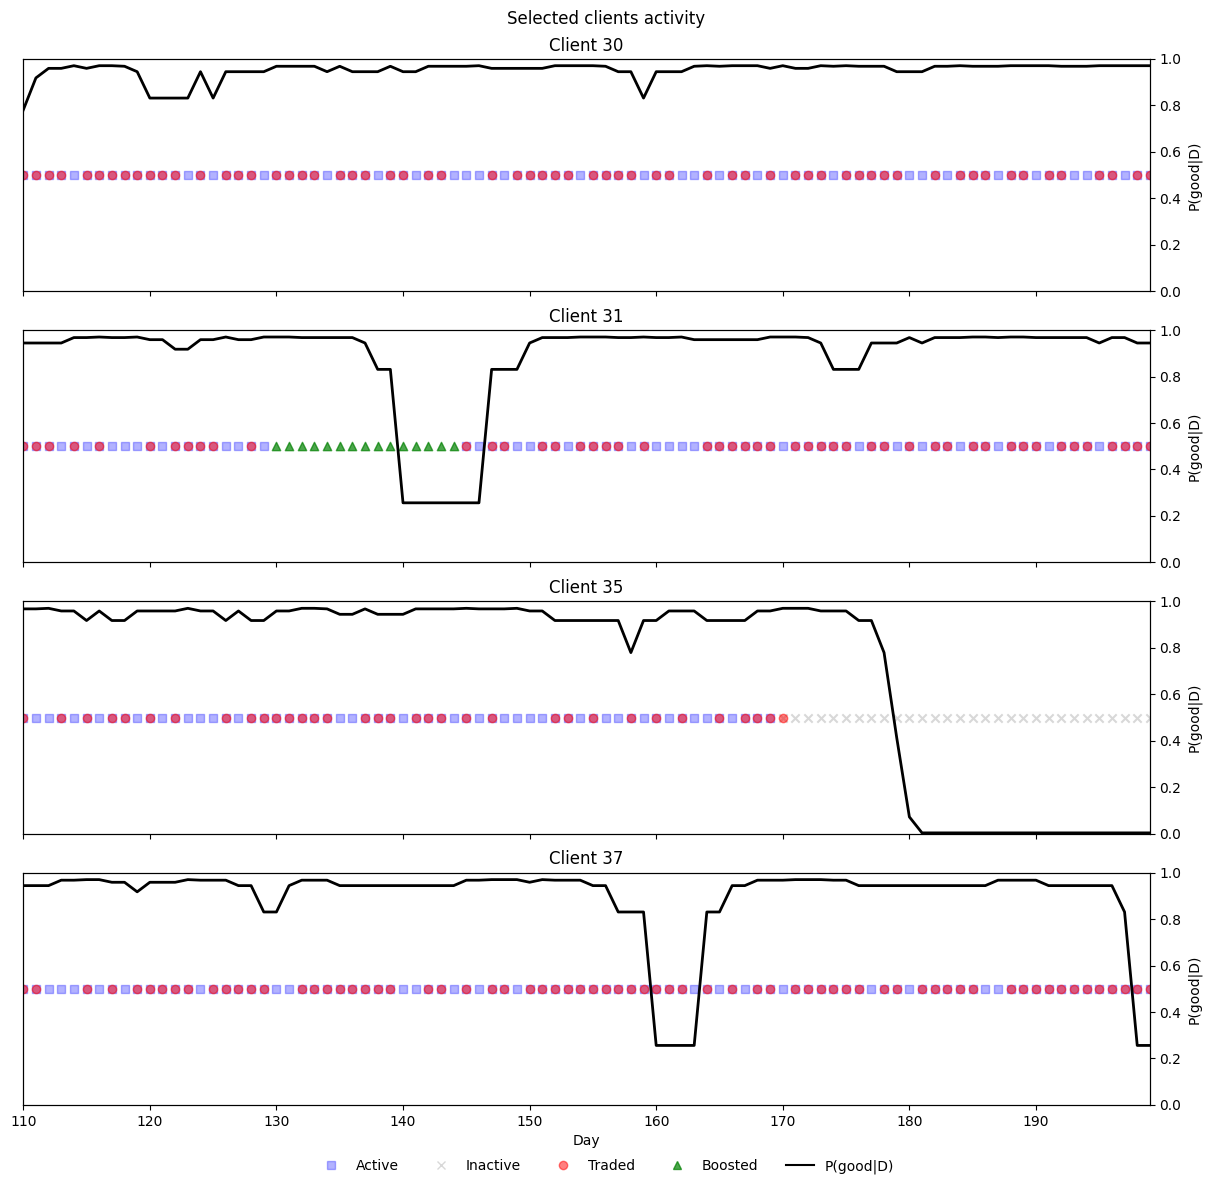 Selected clients activity
Client 30
1.0
0.8
0.6
0.4
0.2
0.0
P(good|D)
Client 31
1.0
0.8
0.6
0.4
0.2
0.0
P(good|D)
Client 35
1.0
0.8
0.6
0.4
0.2
0.0
P(good|D)
Client 37
1.0
0.8
0.6
0.4
0.2
0.0
P(good|D)
110 120 130 140 150 160 170 180 190
Day
Active Inactive Traded Boosted P(good|D)